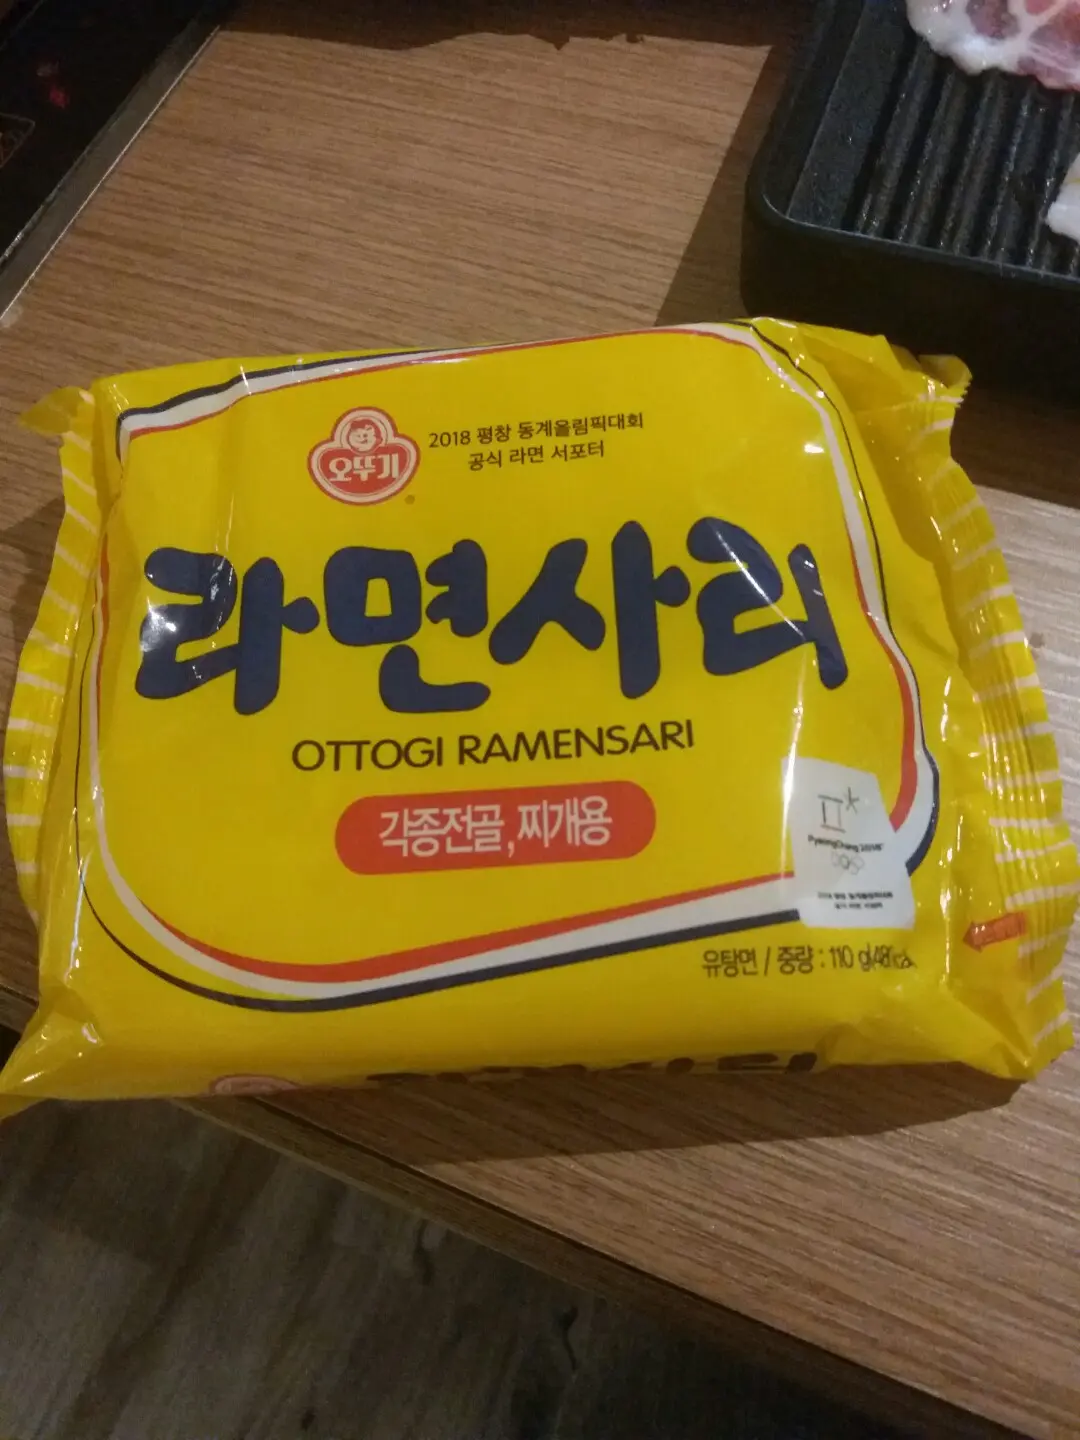 오뚜기
2018 평창 동계올림픽대회
공식 라면 서포터
라면사리
OTTOGI RAMENSARI
각종전골, 찌개용
PyeongChang 2018
유탕면 / 중량 : 110 g